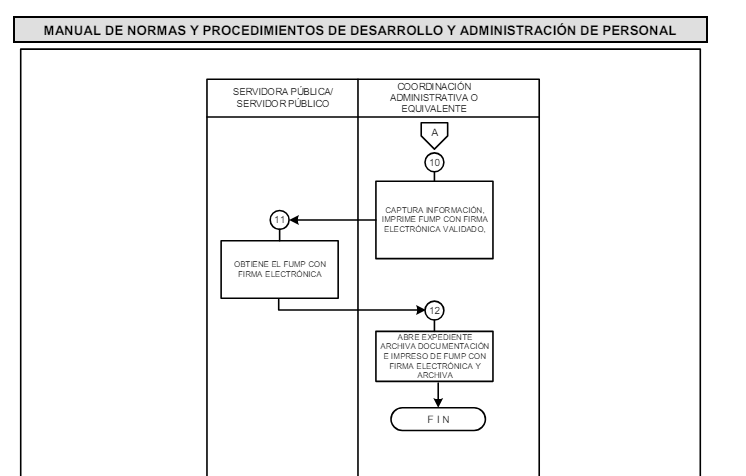 MANUAL DE NORMAS Y PROCEDIMIENTOS DE DESARROLLO Y ADMINISTRACIÓN DE PERSONAL
SERVIDORA PÚBLICA/
SERVIDOR PÚBLICO
COORDINACIÓN
ADMINISTRATIVA O
EQUIVALENTE
A
10
CAPTURA INFORMACIÓN,
IMPRIME FUMP CON FIRMA
ELECTRÓNICA VALIDADO,
11
OBTIENE EL FUMP CON
FIRMA ELECTRÓNICA
12
ABRE EXPEDIENTE
ARCHIVA DOCUMENTACIÓN
E IMPRESO DE FUMP CON
FIRMA ELECTRÓNICA Y
ARCHIVA
F I N